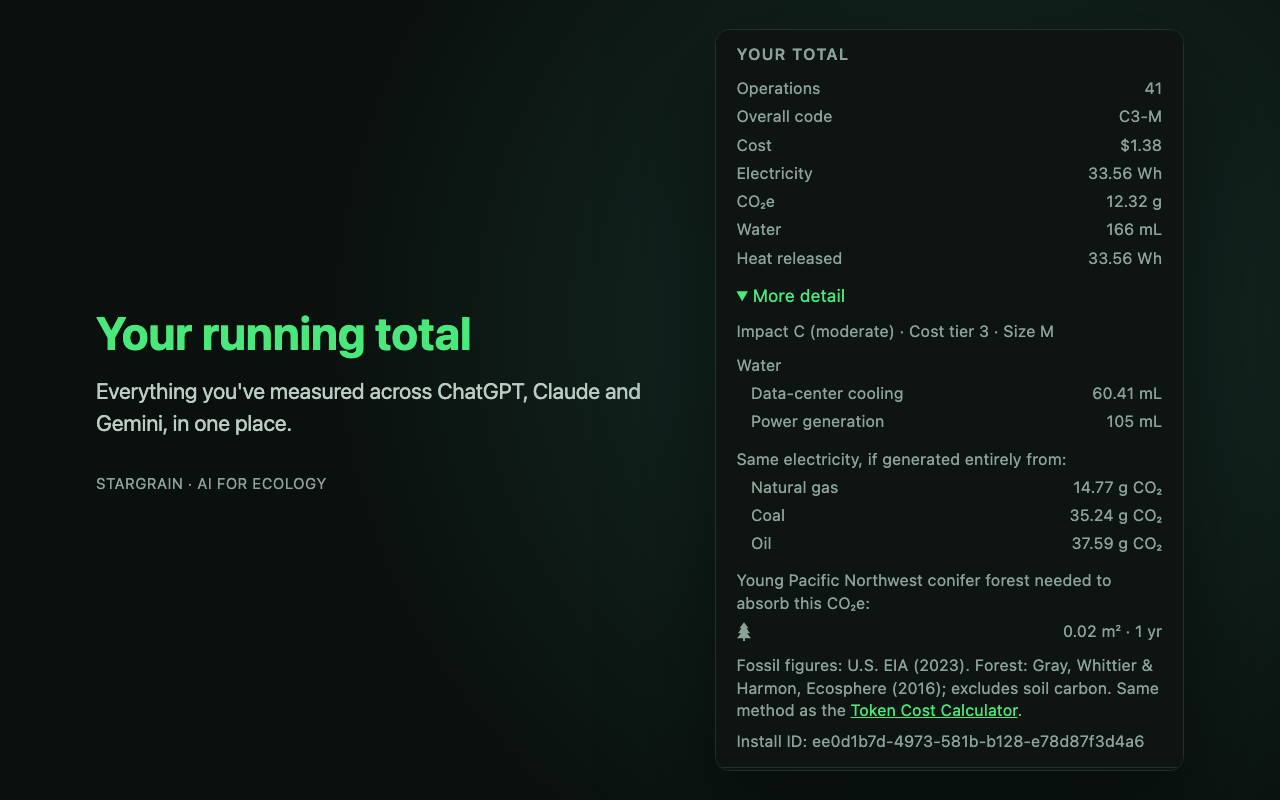 Your running total
Everything you've measured across ChatGPT, Claude and
Gemini, in one place.
STARGRAIN · AI FOR ECOLOGY
YOUR TOTAL
Operations 41
Overall code C3-M
Cost $1.38
Electricity 33.56 Wh
CO₂e 12.32 g
Water 166 mL
Heat released 33.56 Wh
▼ More detail
Impact C (moderate) · Cost tier 3 · Size M
Water
Data-center cooling 60.41 mL
Power generation 105 mL
Same electricity, if generated entirely from:
Natural gas 14.77 g CO₂
Coal 35.24 g CO₂
Oil 37.59 g CO₂
Young Pacific Northwest conifer forest needed to
absorb this CO₂e:
0.02 m² · 1 yr
Fossil figures: U.S. EIA (2023). Forest: Gray, Whittier &
Harmon, Ecosphere (2016); excludes soil carbon. Same
method as the Token Cost Calculator.
Install ID: ee0d1b7d-4973-581b-b128-e78d87f3d4a6